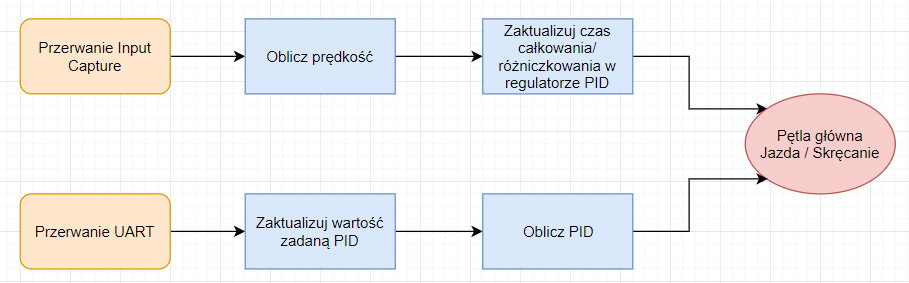 Przerwanie Input
Capture
Oblicz prędkość
Zaktualizuj czas
całkowania/
różniczkowania w
regulatorze PID
Pętla główna
Jazda / Skręcanie
Przerwanie UART
Zaktualizuj wartość
zadaną PID
Oblicz PID